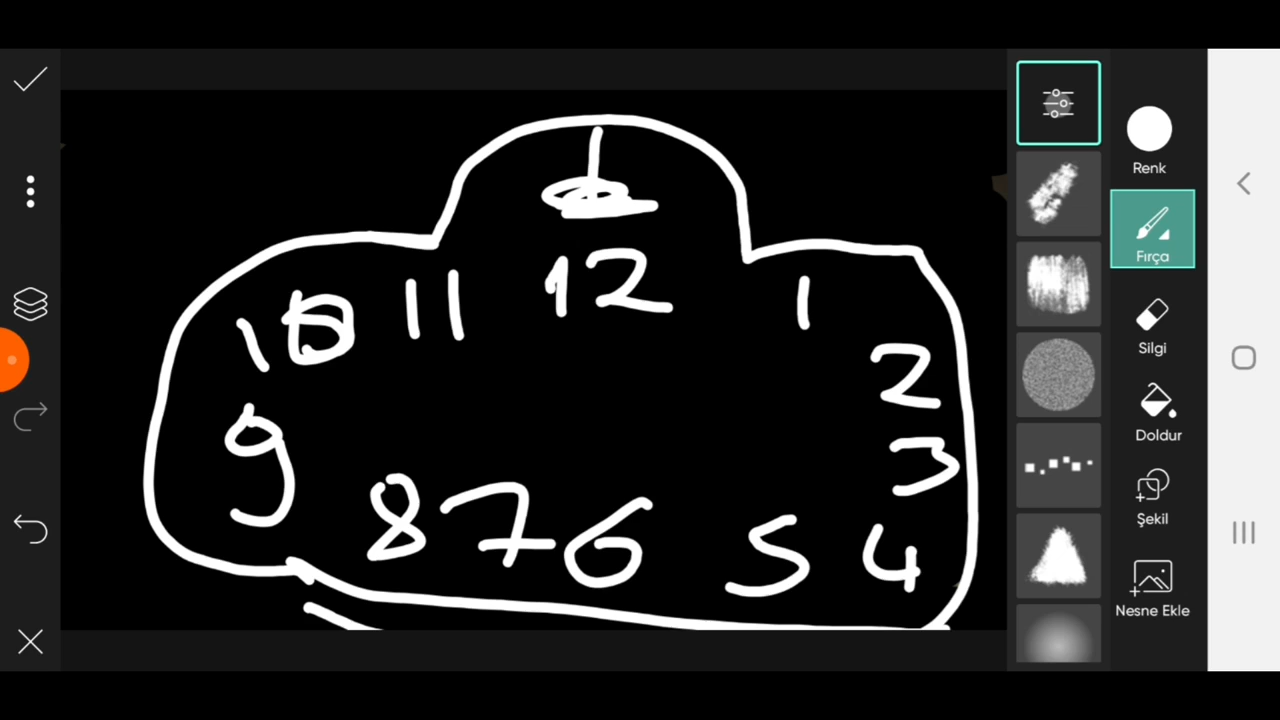 12
11
1
10
2
9
3
8 7 6 5 4
Renk
Fırça
Silgi
Doldur
Şekil
Nesne Ekle